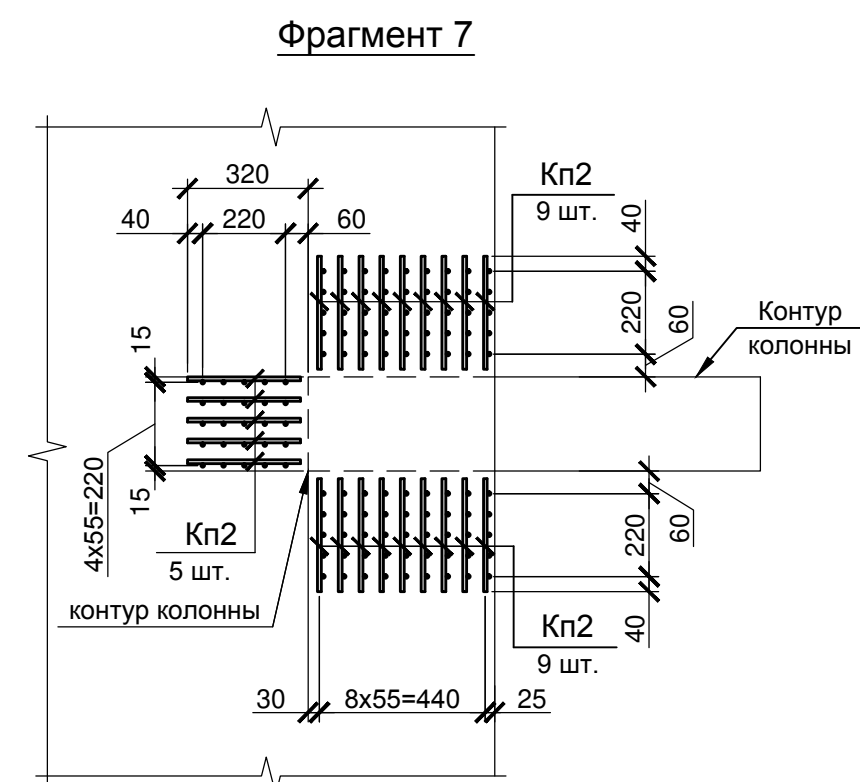 Фрагмент 7
320
40
220
60
Кп2
9 шт.
40
220
60
Контур
колонны
15
4х55=220
15
Кп2
5 шт.
контур колонны
60
220
40
Кп2
9 шт.
30
8х55=440
25